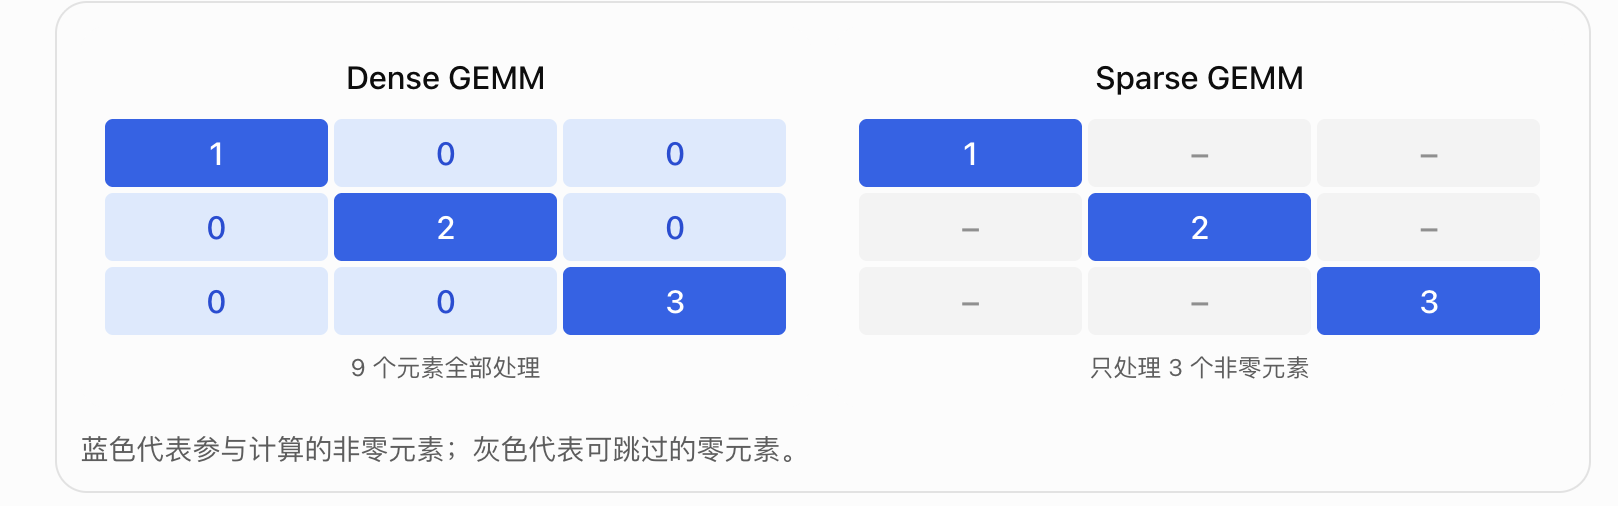 Dense GEMM
1 0 0
0 2 0
0 0 3
9 个元素全部处理
Sparse GEMM
1 – –
– 2 –
– – 3
只处理 3 个非零元素
蓝色代表参与计算的非零元素；灰色代表可跳过的零元素。